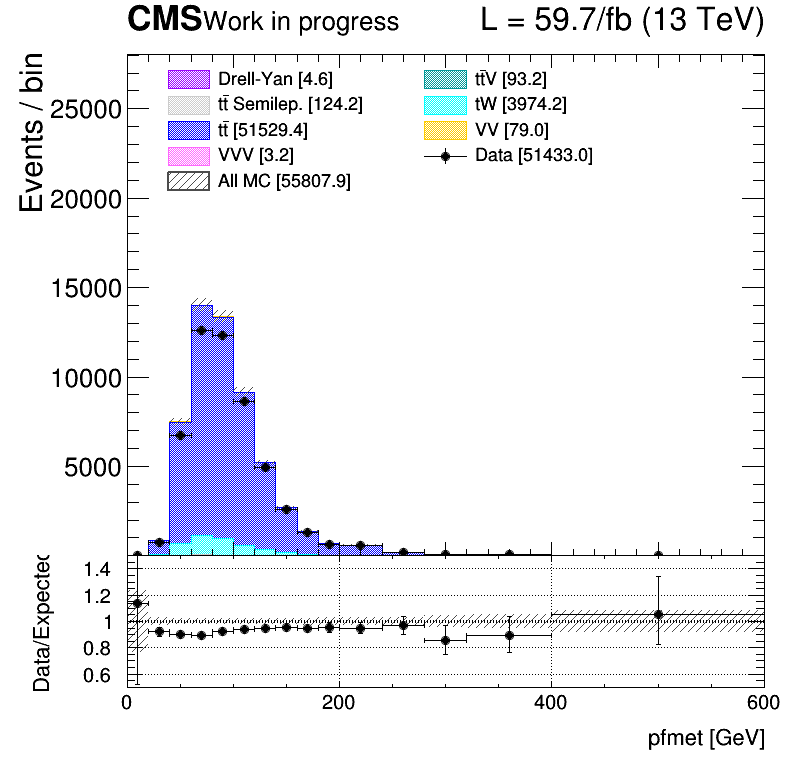 CMS Work in progress L = 59.7/fb (13 TeV)
Events / bin
Drell-Yan [4.6]
tt̄ Semilep. [124.2]
tt̄ [51529.4]
VVV [3.2]
All MC [55807.9]
tt̄V [93.2]
tW [3974.2]
VV [79.0]
Data [51433.0]
25000
20000
15000
10000
5000
Data/Expected
1.4
1.2
1
0.8
0.6
0 200 400 600
pfmet [GeV]